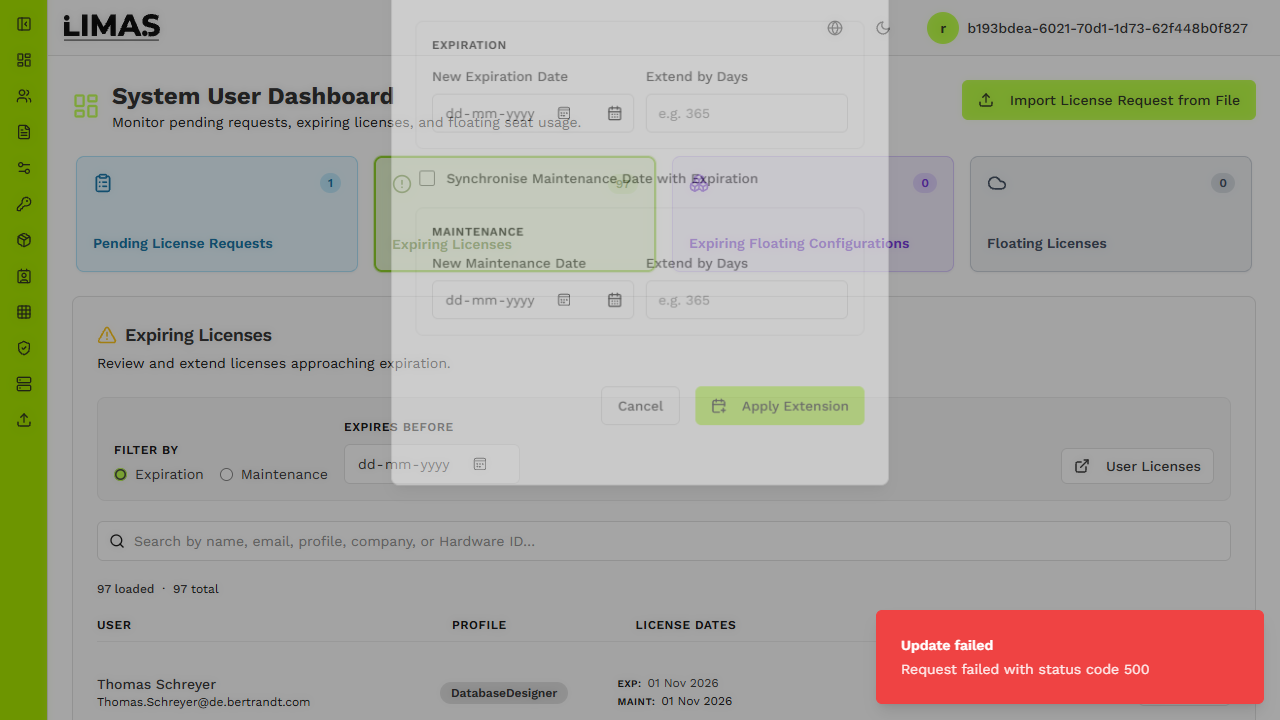 LIMAS
r
b193bdea-6021-70d1-1d73-62f448b0f827
System User Dashboard
Monitor pending requests, expiring licenses, and floating seat usage.
Import License Request from File
1
Pending License Requests
97
Expiring Licenses
0
Expiring Floating Configurations
0
Floating Licenses
EXPIRATION
New Expiration Date
Extend by Days
dd-mm-yyyy
e.g. 365
Synchronise Maintenance Date with Expiration
MAINTENANCE
New Maintenance Date
Extend by Days
dd-mm-yyyy
e.g. 365
Cancel
Apply Extension
Expiring Licenses
Review and extend licenses approaching expiration.
FILTER BY
Expiration
Maintenance
EXPIRES BEFORE
dd-mm-yyyy
User Licenses
Search by name, email, profile, company, or Hardware ID...
97 loaded · 97 total
USER
PROFILE
LICENSE DATES
Thomas Schreyer
Thomas.Schreyer@de.bertrandt.com
DatabaseDesigner
EXP: 01 Nov 2026
MAINT: 01 Nov 2026
Update failed
Request failed with status code 500